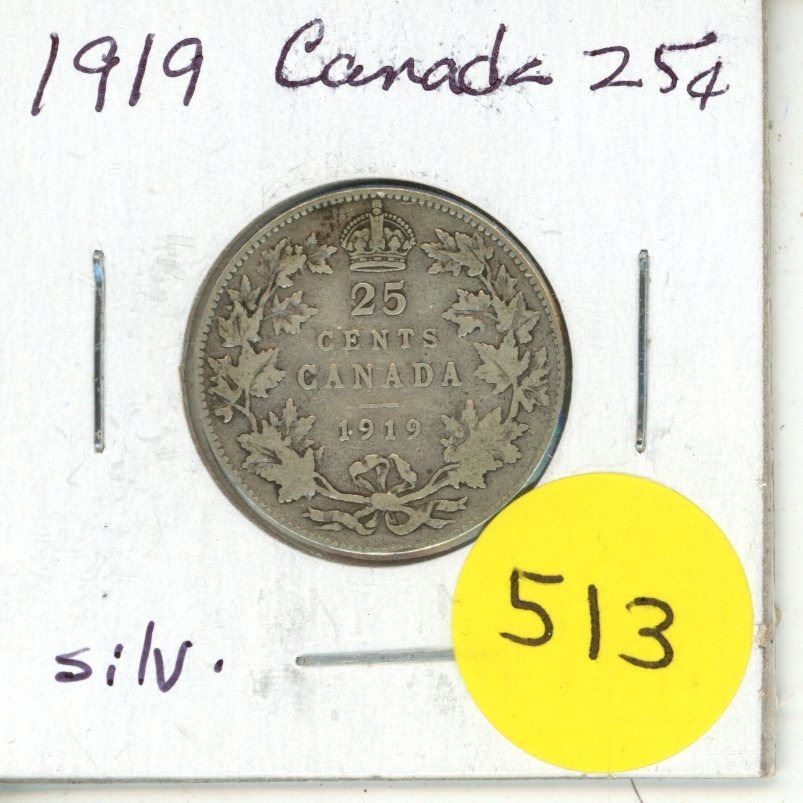 1919 Canada 25¢
25
CENTS
CANADA
1919
silv.
513